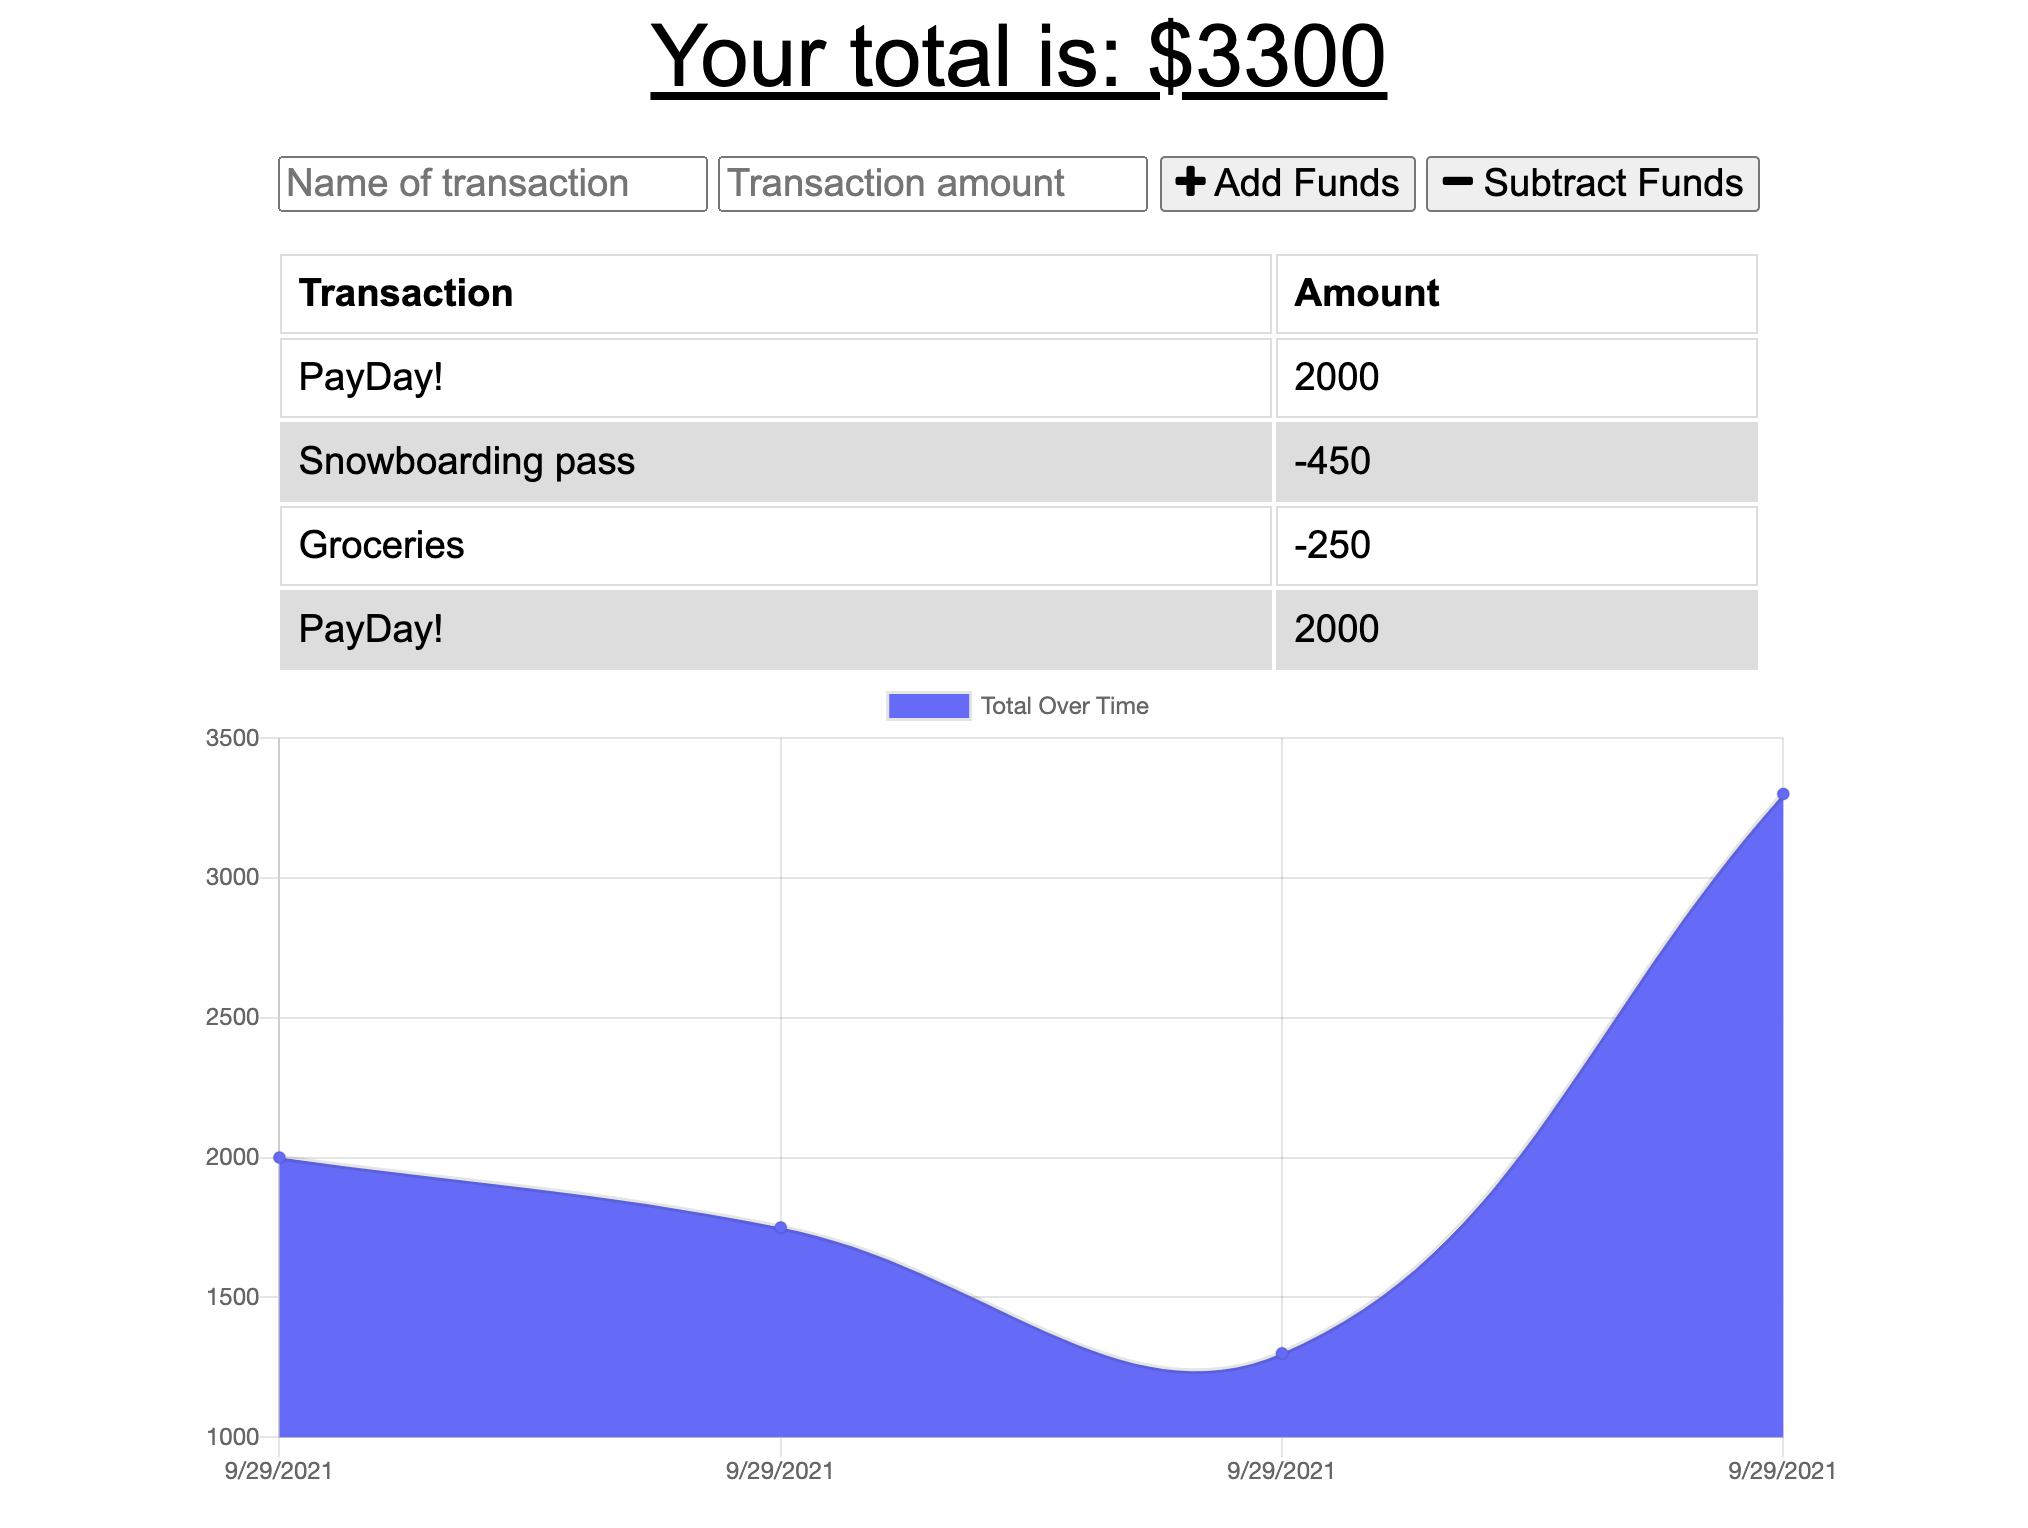 Your total is: $3300
Name of transaction Transaction amount Add Funds Subtract Funds
Transaction Amount
PayDay! 2000
Snowboarding pass -450
Groceries -250
PayDay! 2000
Total Over Time
3500
3000
2500
2000
1500
1000
9/29/2021 9/29/2021 9/29/2021 9/29/2021